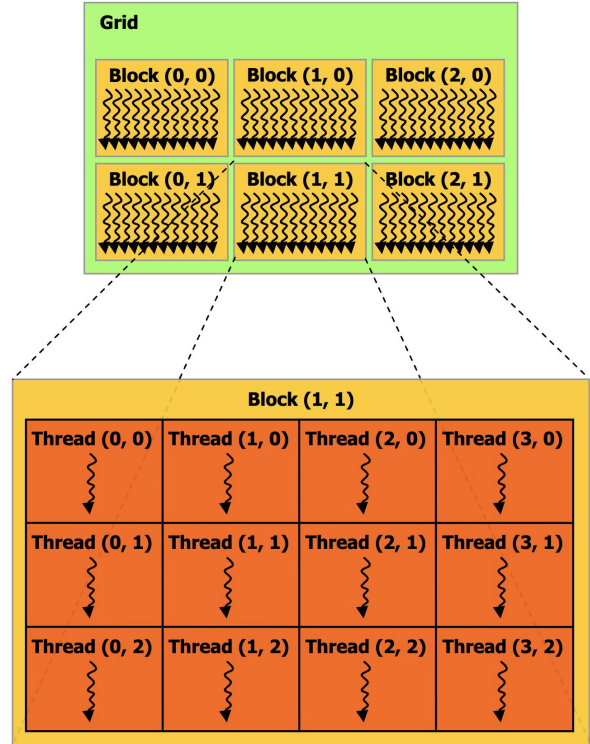 Grid
Block (0, 0) Block (1, 0) Block (2, 0)
Block (0, 1) Block (1, 1) Block (2, 1)
Block (1, 1)
Thread (0, 0) Thread (1, 0) Thread (2, 0) Thread (3, 0)
Thread (0, 1) Thread (1, 1) Thread (2, 1) Thread (3, 1)
Thread (0, 2) Thread (1, 2) Thread (2, 2) Thread (3, 2)